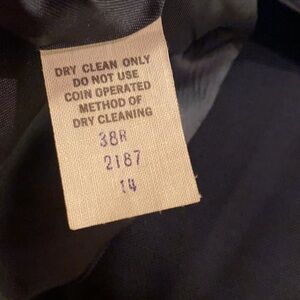 DRY CLEAN ONLY
DO NOT USE
COIN OPERATED
METHOD OF
DRY CLEANING
38R
2187
14